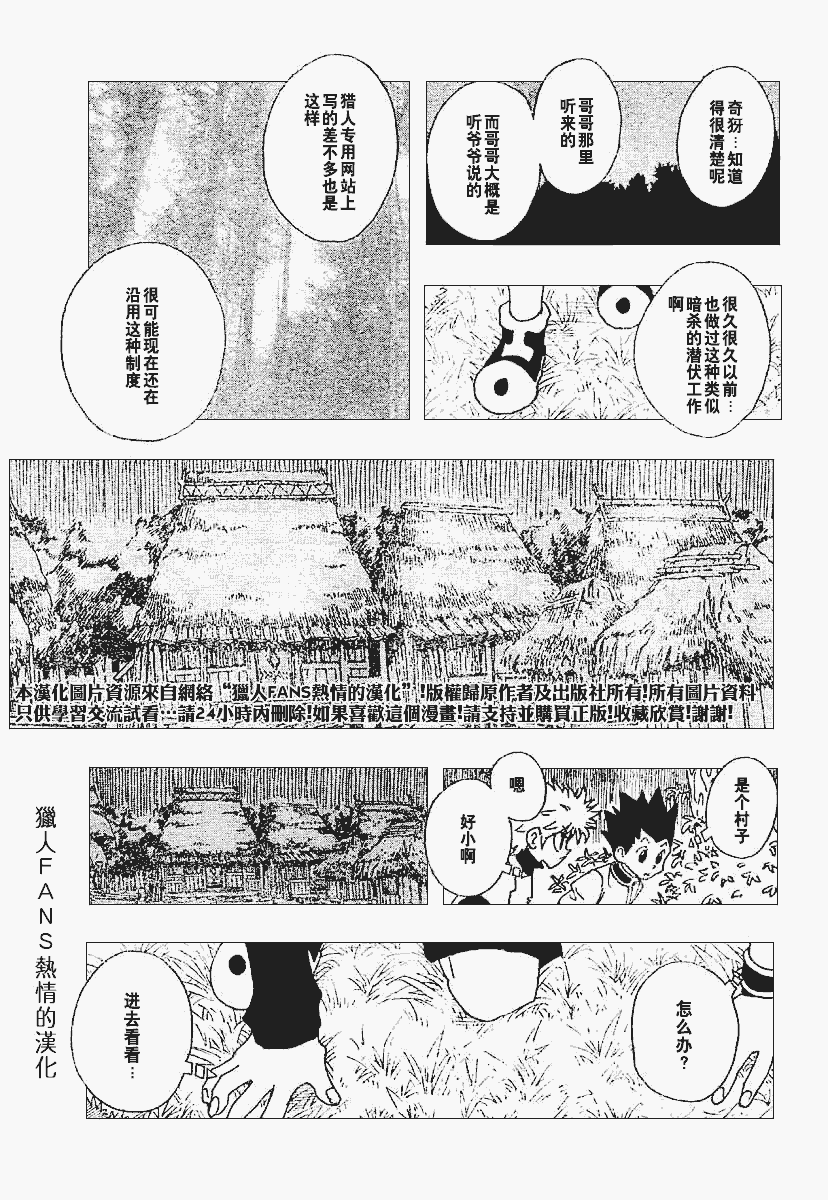 奇犽…知道
得很清楚呢
哥哥那里
听来的
而哥哥大概是
听爷爷说的
很久很久以前…
也做过这种类似
暗杀的潜伏工作
啊
猎人专用网站上
写的差不多也是
这样
很可能现在还在
沿用这种制度
本漢化圖片資源來自網絡“獵人FANS熱情的漢化”!版權歸原作者及出版社所有!所有圖片資料
只供學習交流試看…請24小時內刪除!如果喜歡這個漫畫!請支持並購買正版!收藏欣賞!謝謝!
是个村子
嗯
好小啊
怎么办?
进去看看…
獵人FANS熱情的漢化